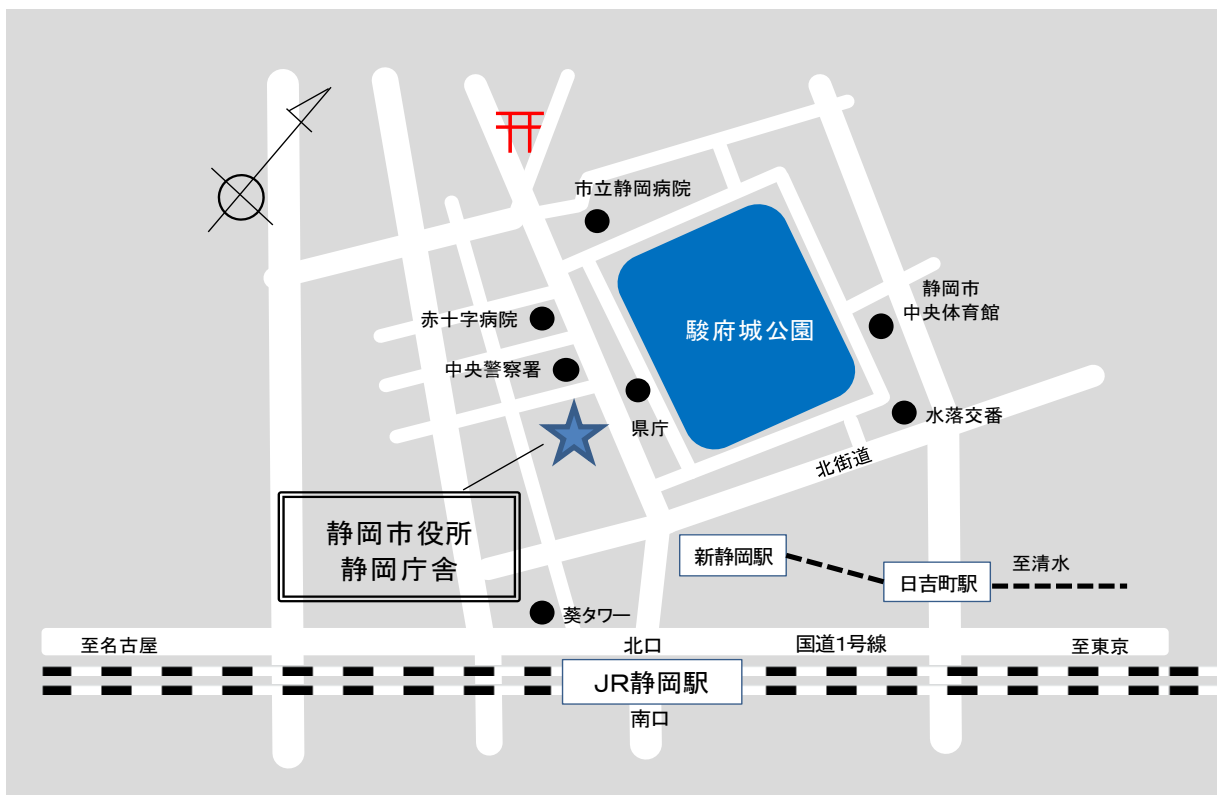 市立静岡病院
静岡市
中央体育館
赤十字病院
駿府城公園
中央警察署
県庁
水落交番
北街道
静岡市役所
静岡庁舎
新静岡駅
日吉町駅
至清水
葵タワー
至名古屋
北口
国道1号線
至東京
JR静岡駅
南口